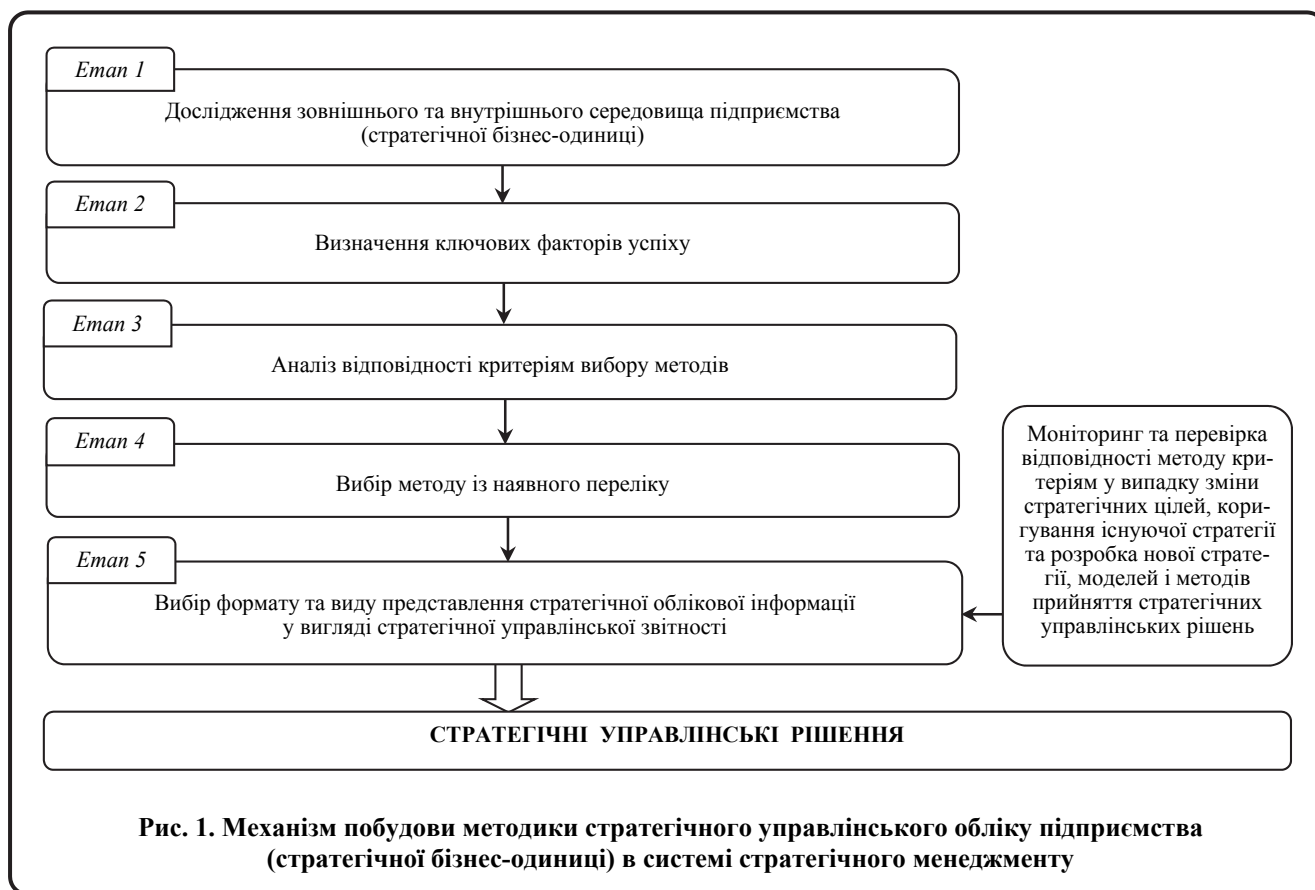 Етап 1
Дослідження зовнішнього та внутрішнього середовища підприємства
(стратегічної бізнес-одиниці)
Етап 2
Визначення ключових факторів успіху
Етап 3
Аналіз відповідності критеріям вибору методів
Етап 4
Вибір методу із наявного переліку
Етап 5
Вибір формату та виду представлення стратегічної облікової інформації
у вигляді стратегічної управлінської звітності
Моніторинг та перевірка
відповідності методу кри-
теріям у випадку зміни
стратегічних цілей, кори-
гування існуючої стратегії
та розробка нової страте-
гії, моделей і методів
прийняття стратегічних
управлінських рішень
СТРАТЕГІЧНІ УПРАВЛІНСЬКІ РІШЕННЯ
Рис. 1. Механізм побудови методики стратегічного управлінського обліку підприємства
(стратегічної бізнес-одиниці) в системі стратегічного менеджменту